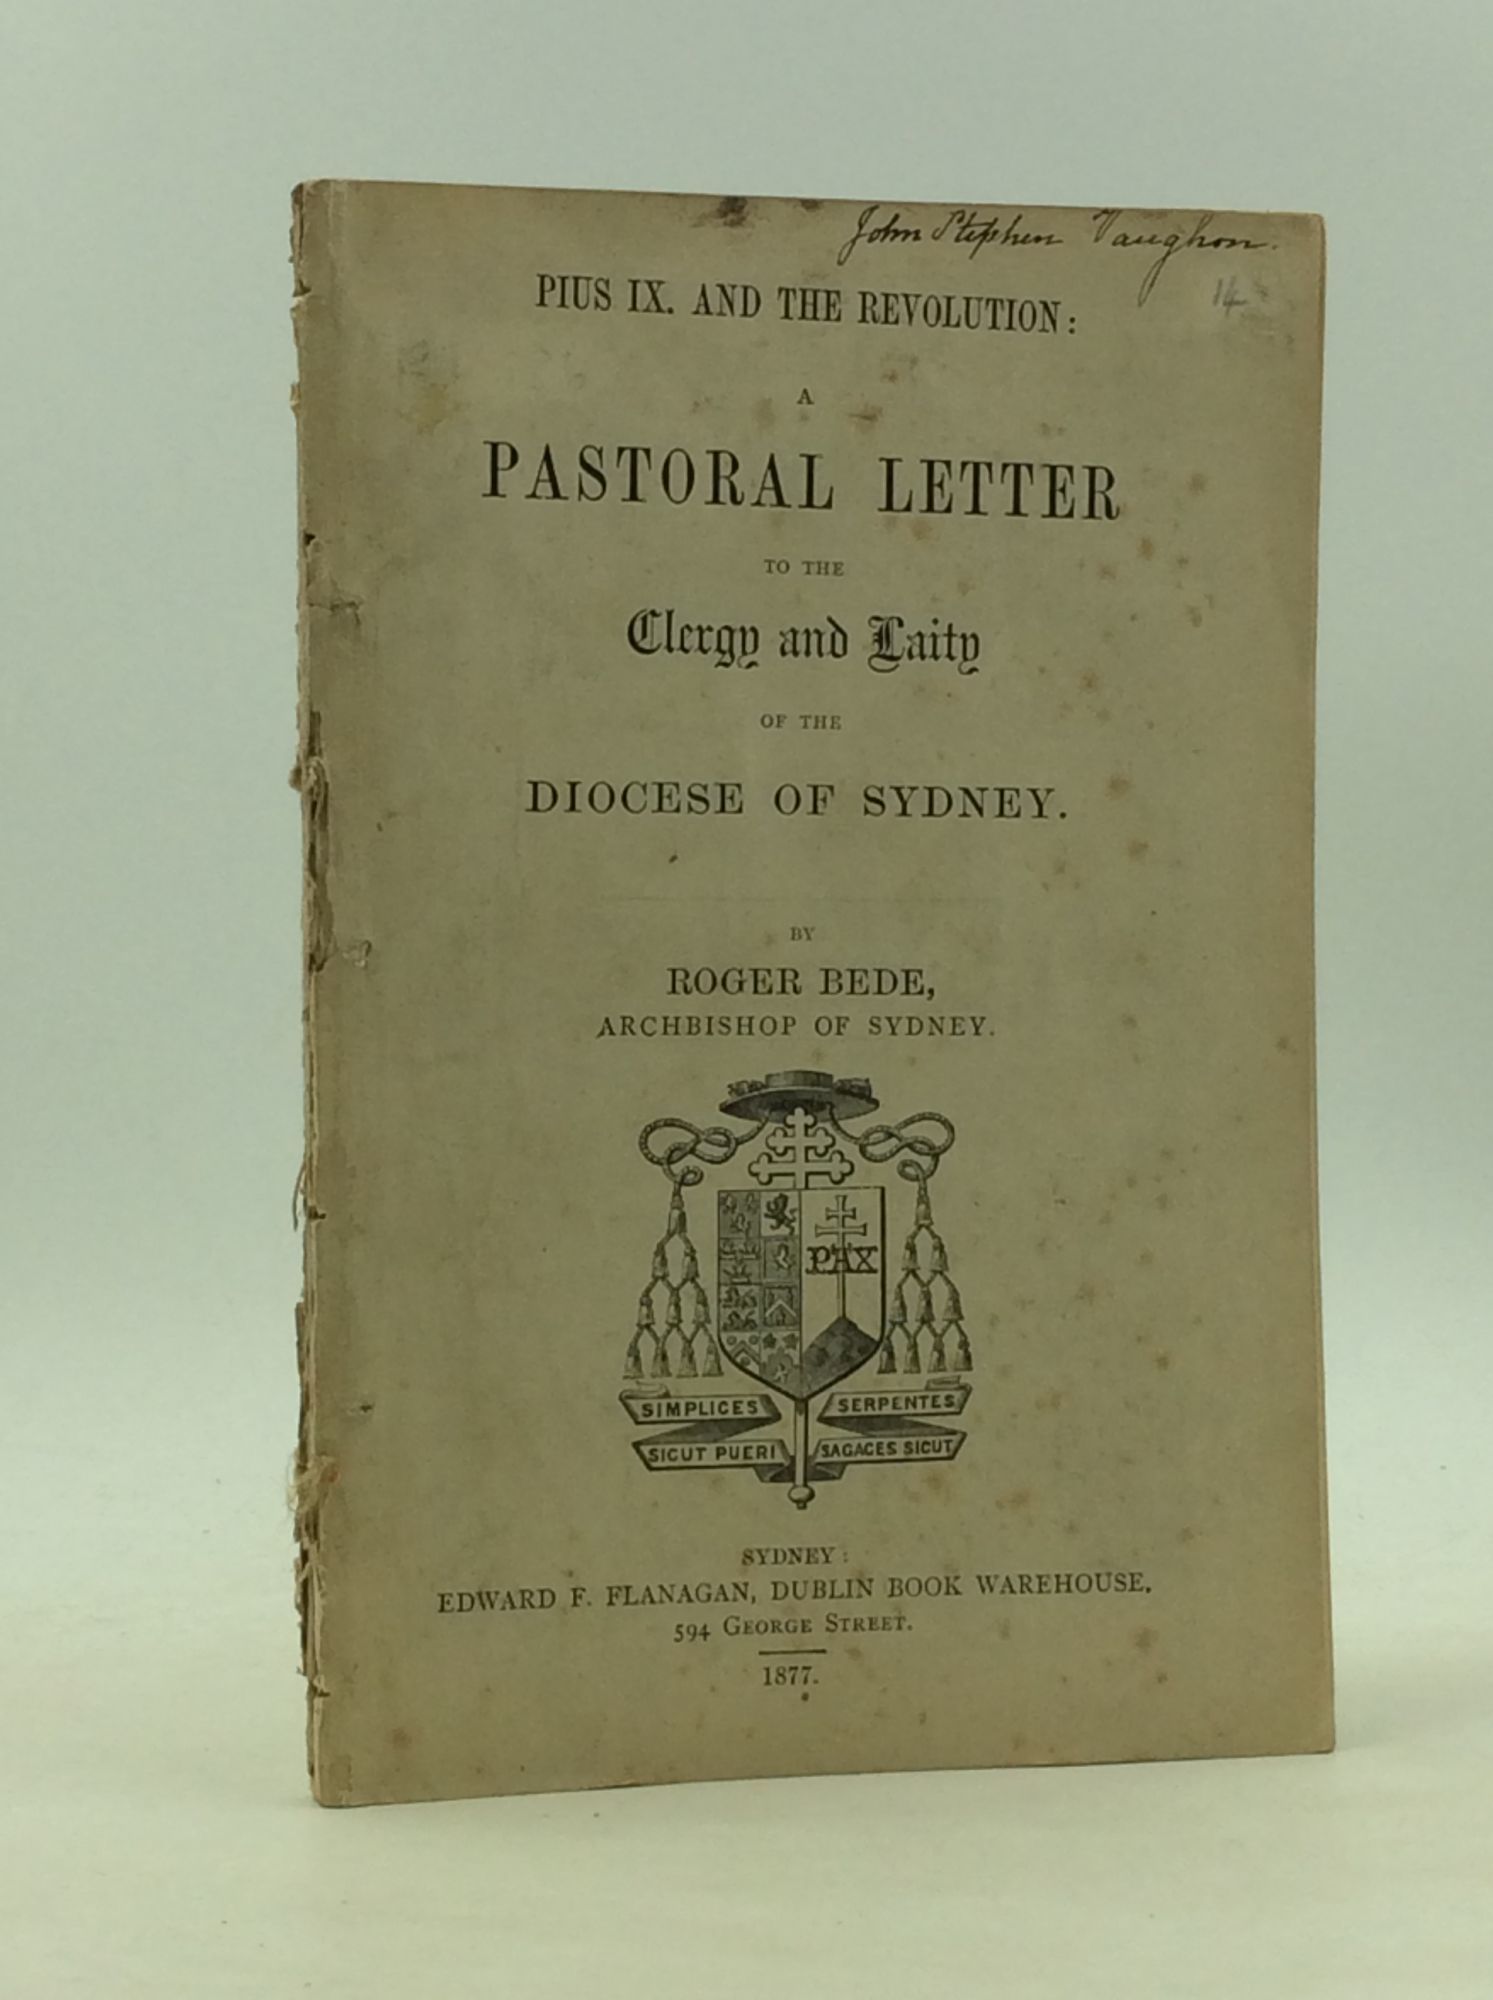 John Stephen Vaughan.
14
PIUS IX. AND THE REVOLUTION:
A
PASTORAL LETTER
TO THE
Clergy and Laity
OF THE
DIOCESE OF SYDNEY.
BY
ROGER BEDE,
ARCHBISHOP OF SYDNEY.
PAX
SIMPLICES SERPENTES
SICUT PUERI SAGACES SICUT
SYDNEY:
EDWARD F. FLANAGAN, DUBLIN BOOK WAREHOUSE,
594 GEORGE STREET.
1877.